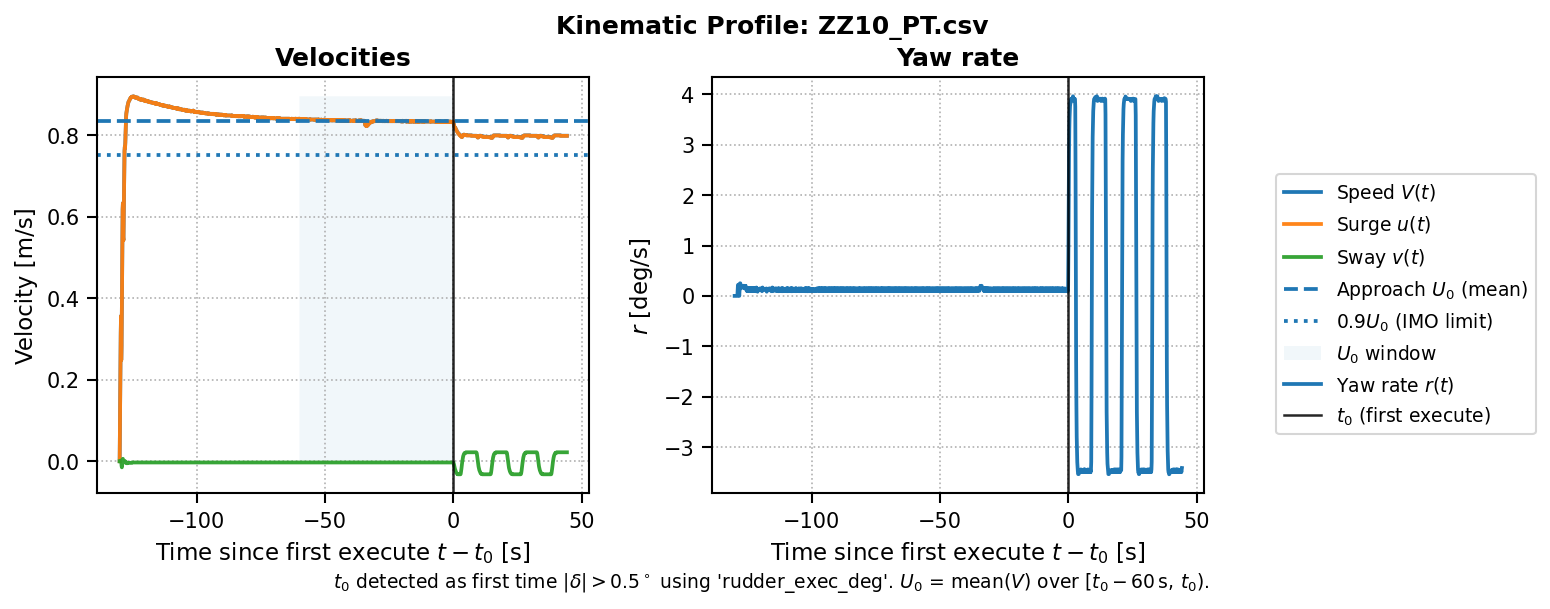 Kinematic Profile: ZZ10_PT.csv
Velocities
Velocity [m/s]
0.8
0.6
0.4
0.2
0.0
−100
−50
0
50
Time since first execute t − t₀ [s]
Yaw rate
r [deg/s]
4
3
2
1
0
−1
−2
−3
−100
−50
0
50
Time since first execute t − t₀ [s]
Speed V(t)
Surge u(t)
Sway v(t)
Approach U₀ (mean)
0.9U₀ (IMO limit)
U₀ window
Yaw rate r(t)
t₀ (first execute)
t₀ detected as first time |δ| > 0.5° using 'rudder_exec_deg'. U₀ = mean(V) over [t₀ − 60 s, t₀).